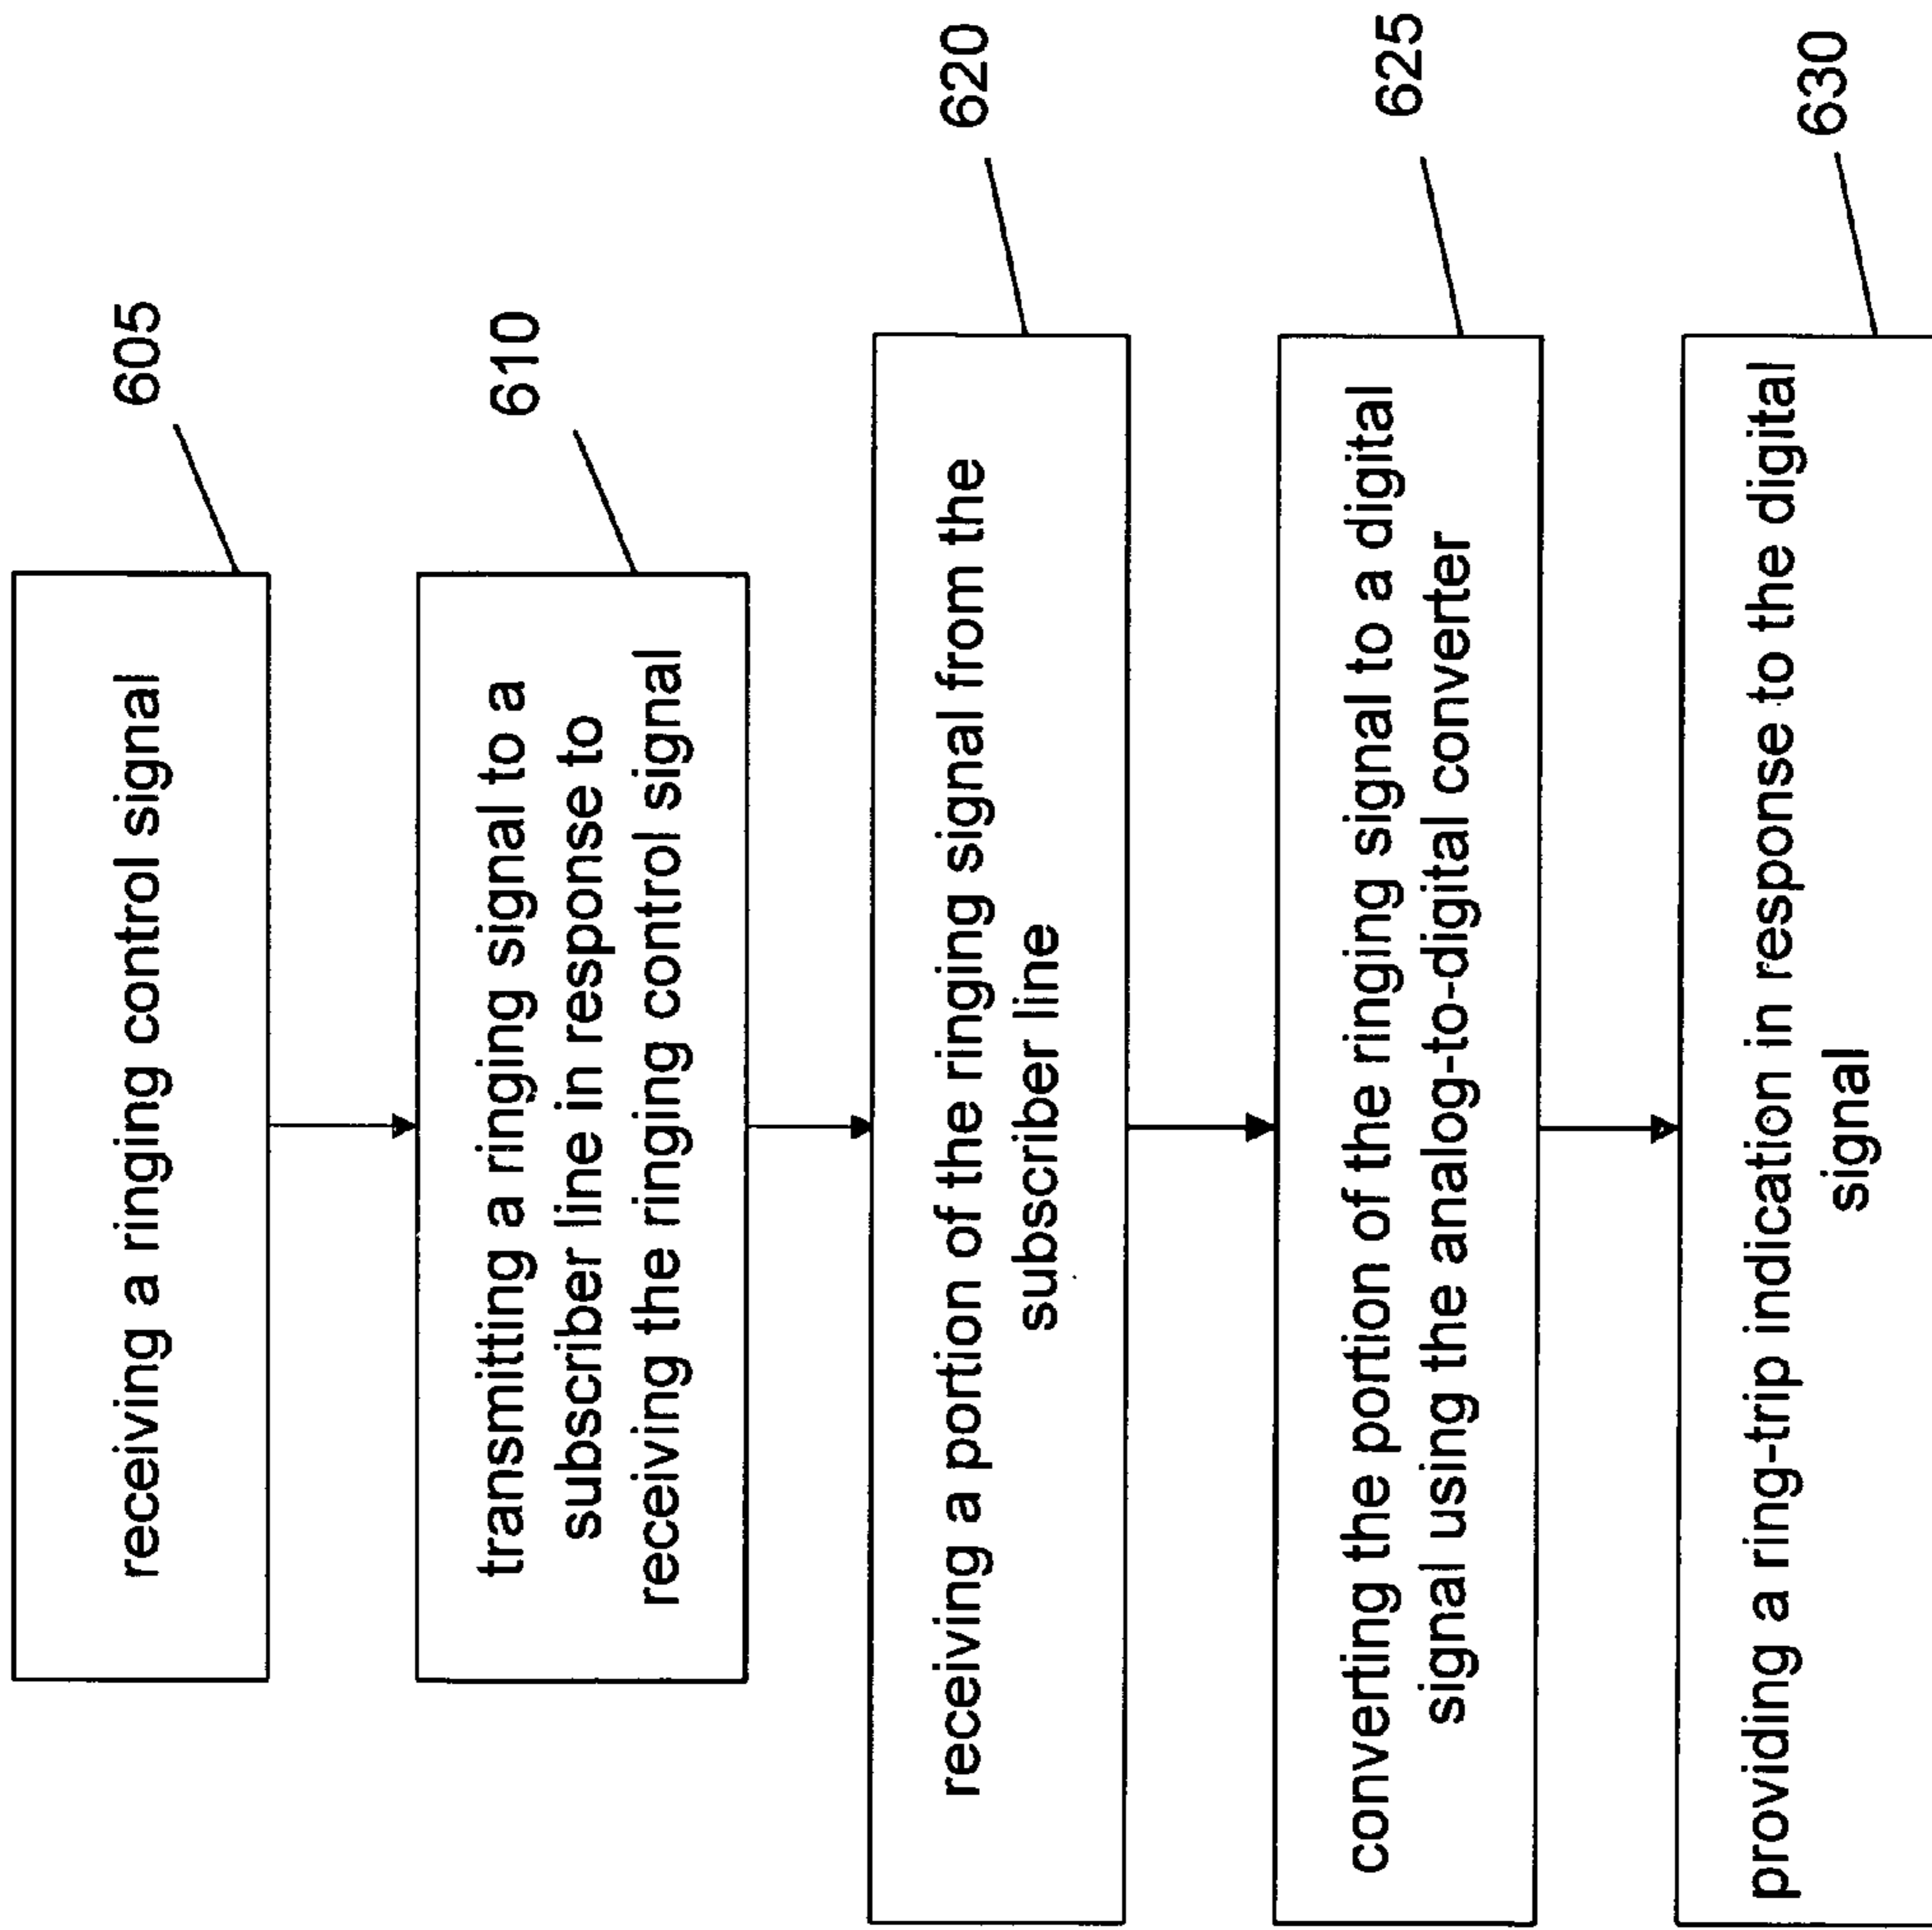 receiving a ringing control signal
605
transmitting a ringing signal to a
subscriber line in response to
receiving the ringing control signal
610
receiving a portion of the ringing signal from the
subscriber line
620
converting the portion of the ringing signal to a digital
signal using the analog-to-digital converter
625
providing a ring-trip indication in response to the digital
signal
630